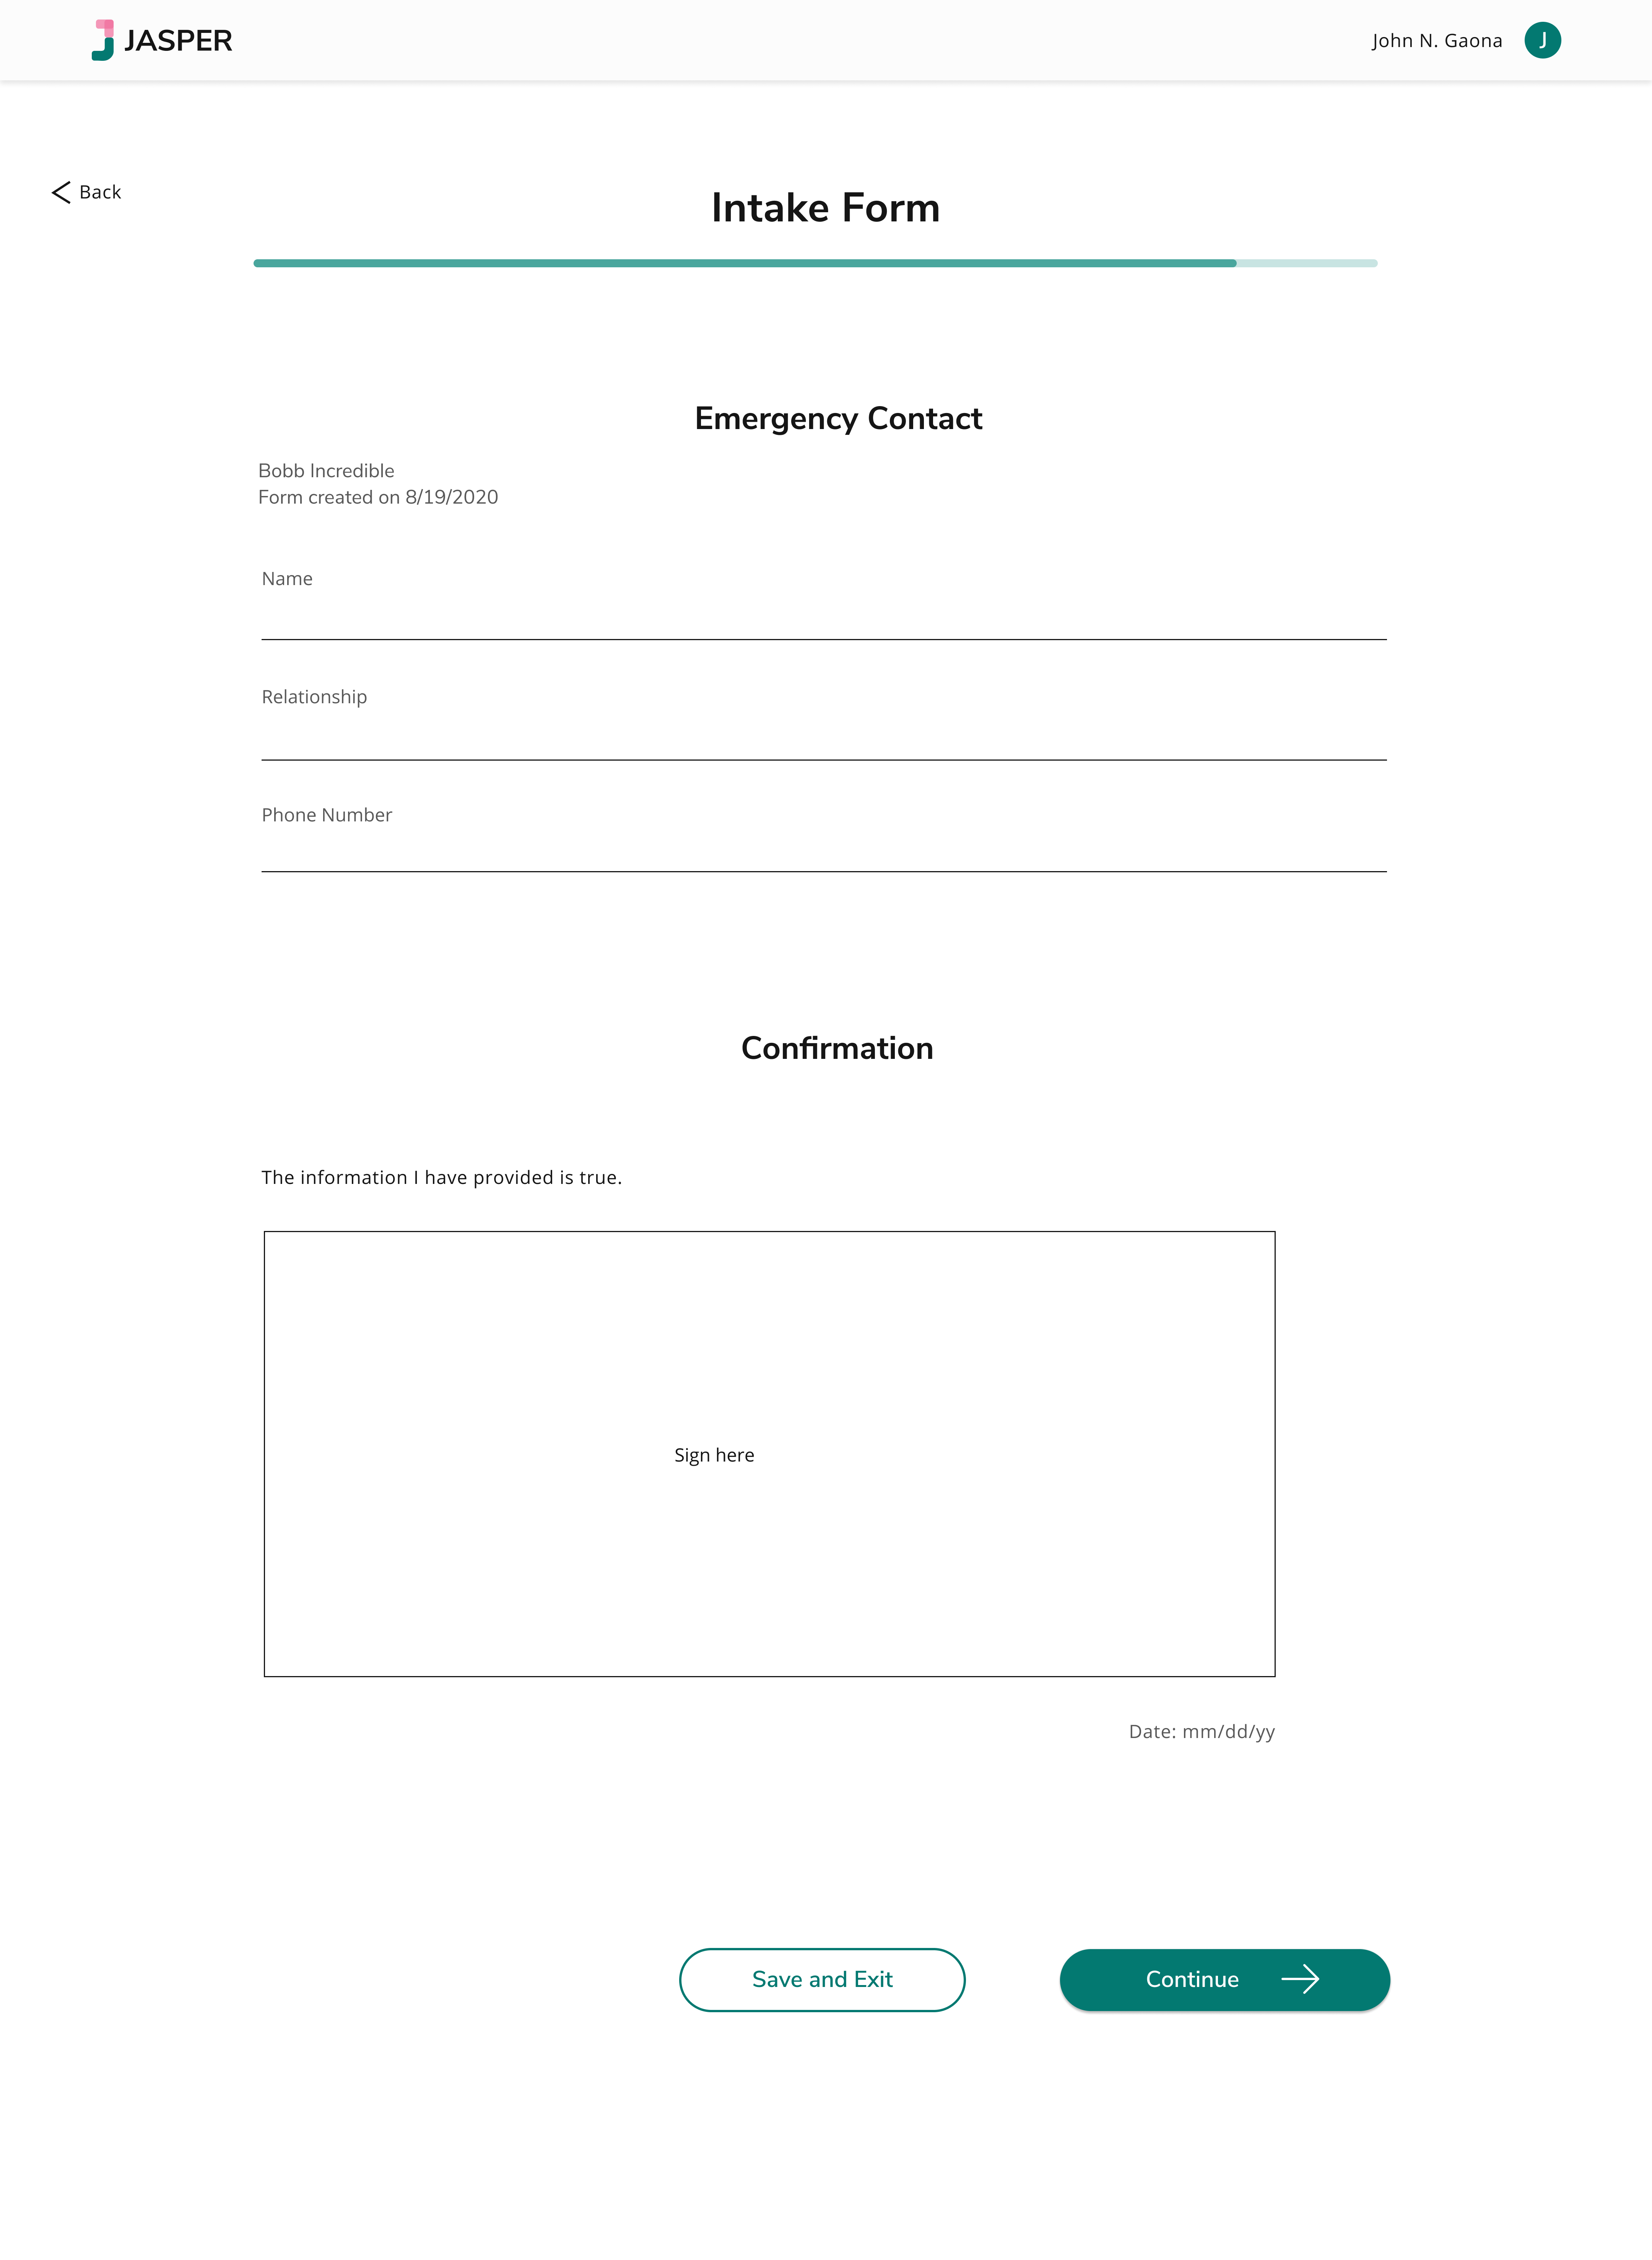 JASPER
John N. Gaona
J
Back
Intake Form
Emergency Contact
Bobb Incredible
Form created on 8/19/2020
Name
Relationship
Phone Number
Confirmation
The information I have provided is true.
Sign here
Date: mm/dd/yy
Save and Exit
Continue